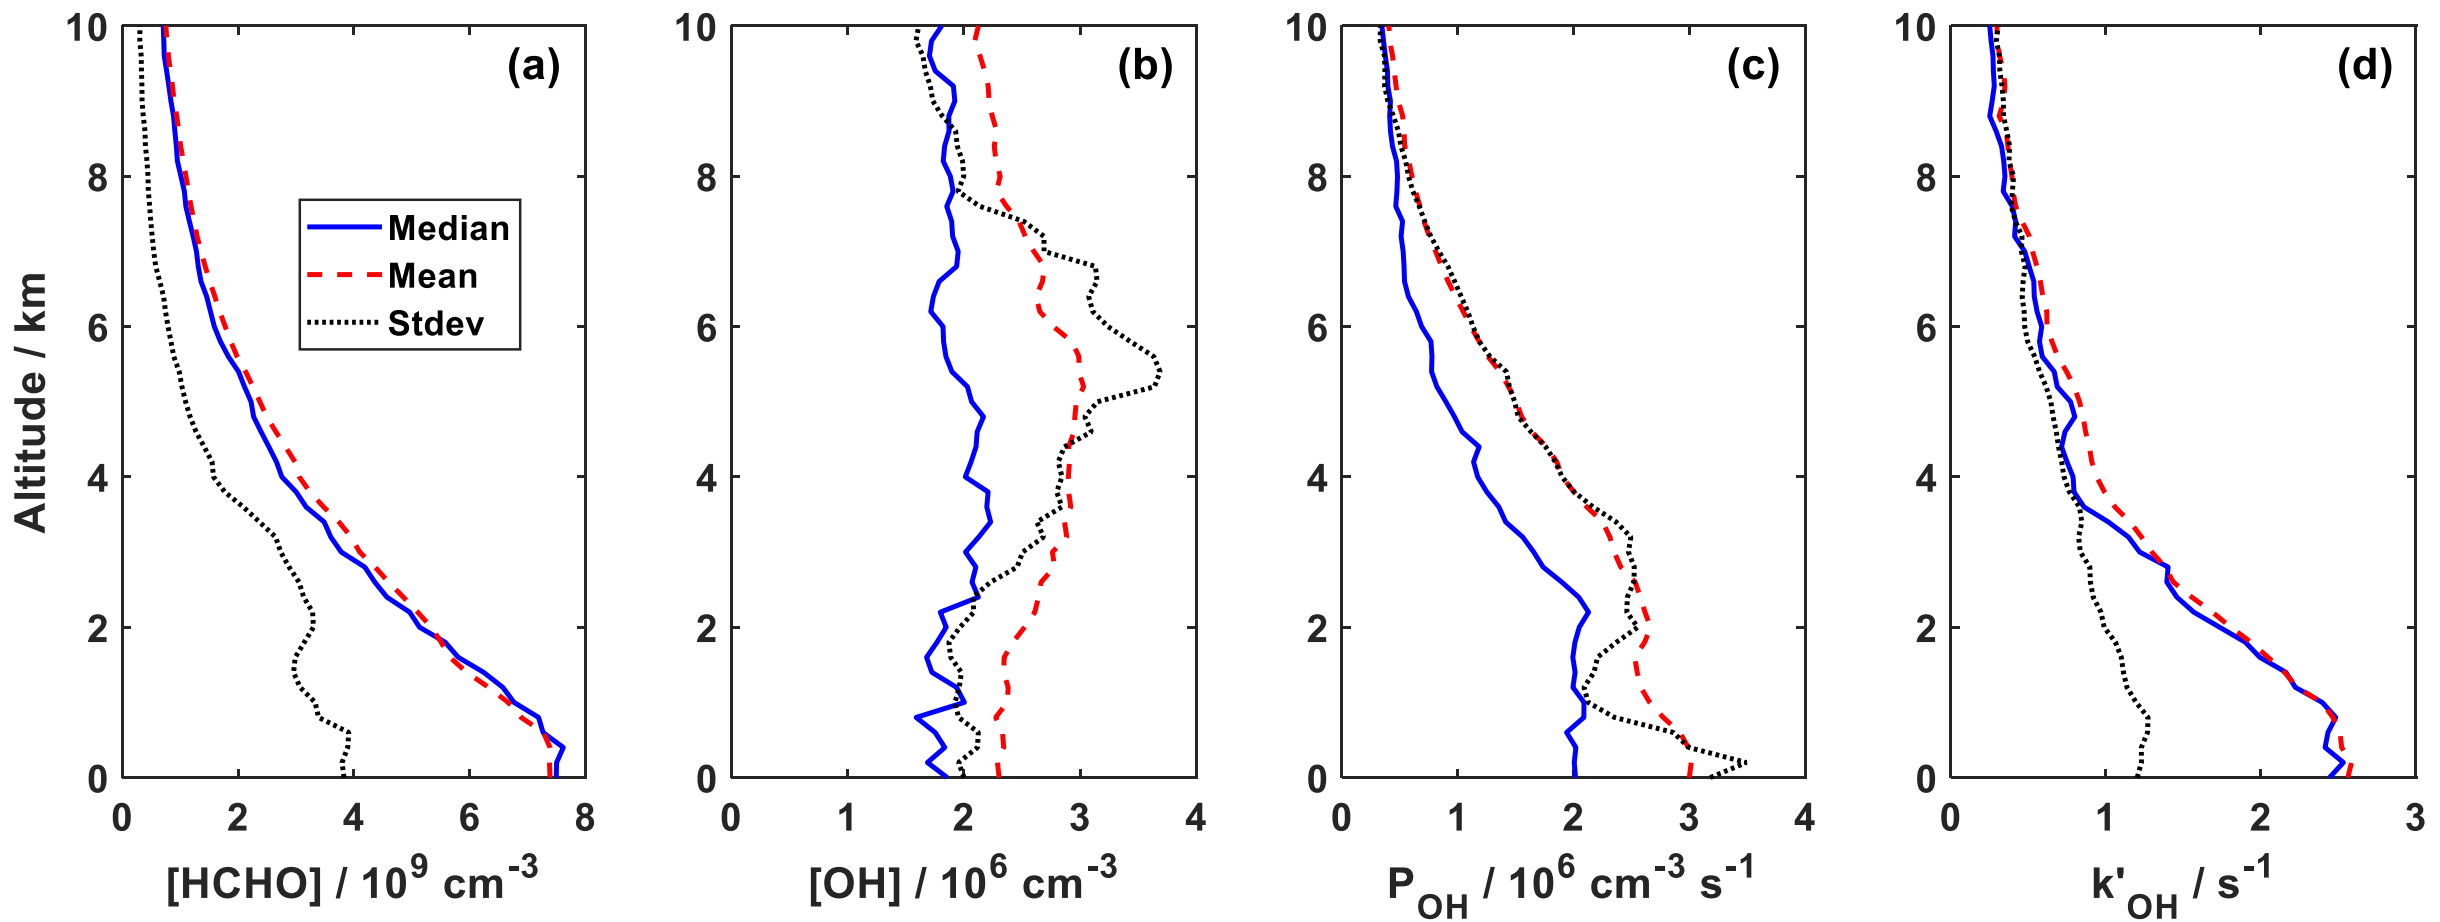 (a)
(b)
(c)
(d)
Median
Mean
Stdev
Altitude / km
10
8
6
4
2
0
0 2 4 6 8
[HCHO] / 10⁹ cm⁻³
10
8
6
4
2
0
0 1 2 3 4
[OH] / 10⁶ cm⁻³
10
8
6
4
2
0
0 1 2 3 4
P_OH / 10⁶ cm⁻³ s⁻¹
10
8
6
4
2
0
0 1 2 3
k'_OH / s⁻¹